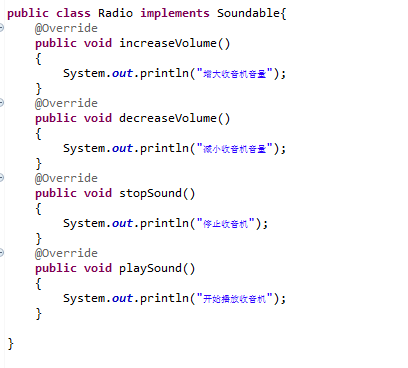 public class Radio implements Soundable{
    @Override
    public void increaseVolume()
    {
        System.out.println("增大收音机音量");
    }
    @Override
    public void decreaseVolume()
    {
        System.out.println("减小收音机音量");
    }
    @Override
    public void stopSound()
    {
        System.out.println("停止收音机");
    }
    @Override
    public void playSound()
    {
        System.out.println("开始播放收音机");
    }
}